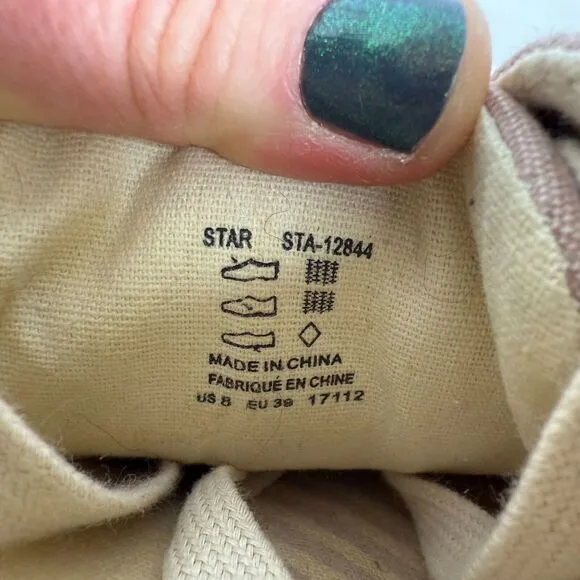 STAR STA-12844
MADE IN CHINA
FABRIQUÉ EN CHINE
US 8 EU 39 17112